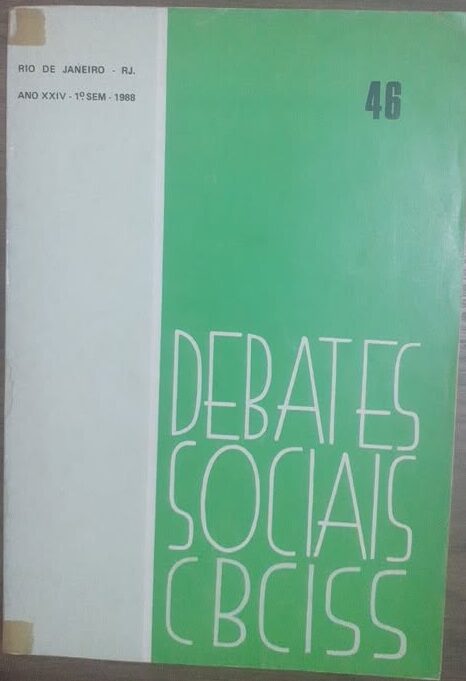 RIO DE JANEIRO - RJ.
ANO XXIV - 1º SEM - 1988
46
DEBATES
SOCIAIS
CBCISS